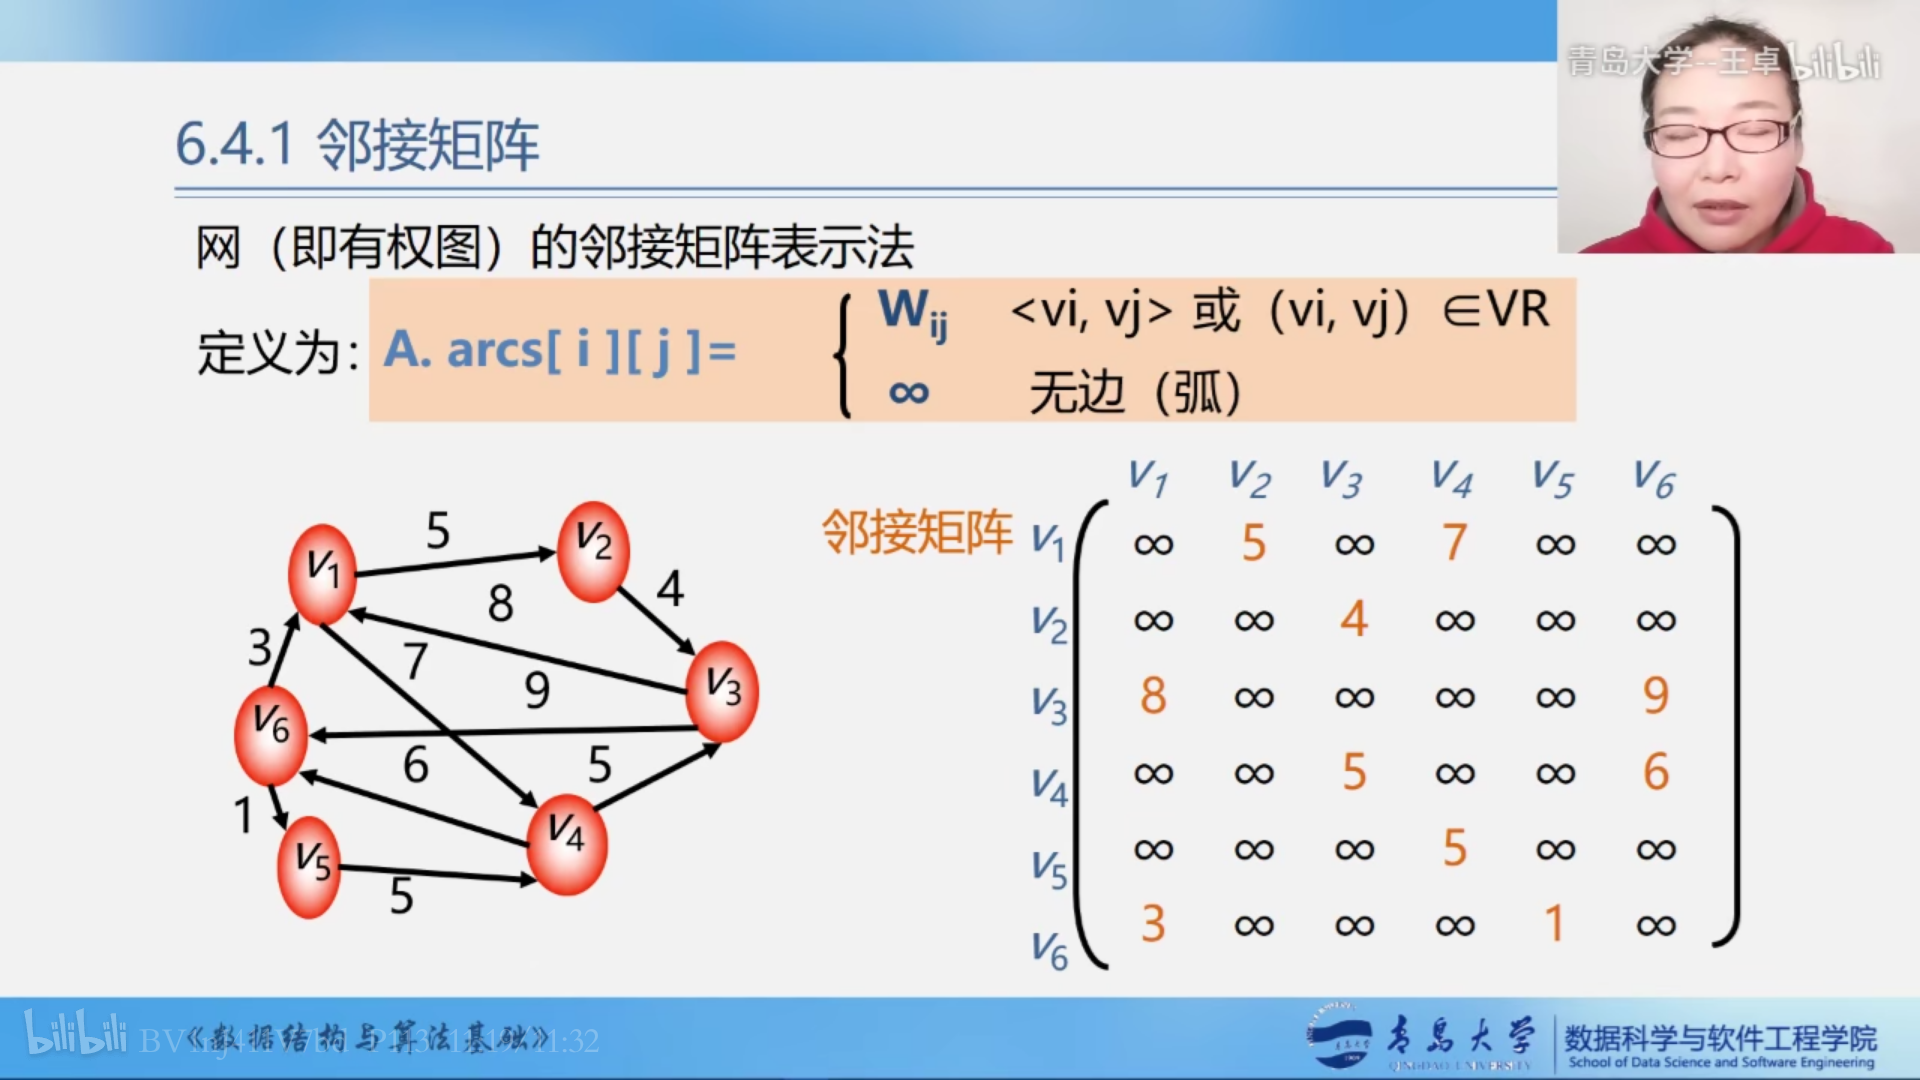 青岛大学--王卓 bilibili
6.4.1 邻接矩阵
网（即有权图）的邻接矩阵表示法
定义为: A. arcs[ i ][ j ]=
Wij <vi, vj> 或（vi, vj）∈VR
∞ 无边（弧）
邻接矩阵
v1 v2 v3 v4 v5 v6
v1 ∞ 5 ∞ 7 ∞ ∞
v2 ∞ ∞ 4 ∞ ∞ ∞
v3 8 ∞ ∞ ∞ ∞ 9
v4 ∞ ∞ 5 ∞ ∞ 6
v5 ∞ ∞ ∞ 5 ∞ ∞
v6 3 ∞ ∞ ∞ 1 ∞
5
v1
v2
8
4
3
7
9
v3
v6
6
5
1
v4
v5
5
bilibili
《数据结构与算法基础》
青岛大学
QINGDAO UNIVERSITY
数据科学与软件工程学院
School of Data Science and Software Engineering